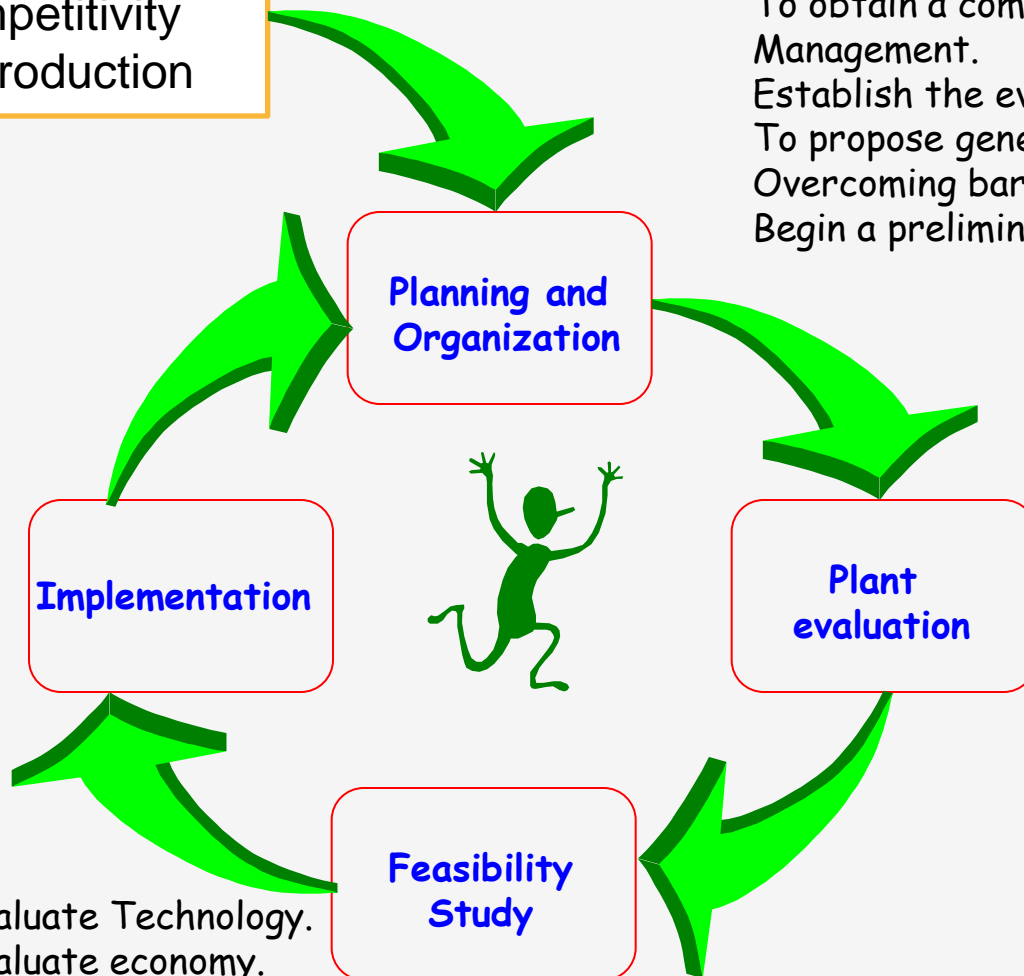 mpetitivity
roduction
To obtain a com
Management.
Establish the ev
To propose gene
Overcoming bar
Begin a prelimin
Planning and
Organization
Implementation
Plant
evaluation
Feasibility
Study
aluate Technology.
aluate economy.